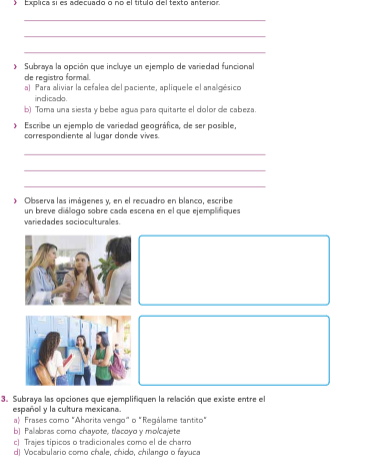 › Explica si es adecuado o no el título del texto anterior.
› Subraya la opción que incluye un ejemplo de variedad funcional
de registro formal.
a) Para aliviar la cefalea del paciente, aplíquele el analgésico
indicado.
b) Toma una siesta y bebe agua para quitarte el dolor de cabeza.
› Escribe un ejemplo de variedad geográfica, de ser posible,
correspondiente al lugar donde vives.
› Observa las imágenes y, en el recuadro en blanco, escribe
un breve diálogo sobre cada escena en el que ejemplifiques
variedades socioculturales.
3. Subraya las opciones que ejemplifiquen la relación que existe entre el
español y la cultura mexicana.
a) Frases como "Ahorita vengo" o "Regálame tantito"
b) Palabras como chayote, tlacoyo y molcajete
c) Trajes típicos o tradicionales como el de charro
d) Vocabulario como chale, chido, chilango o fayuca